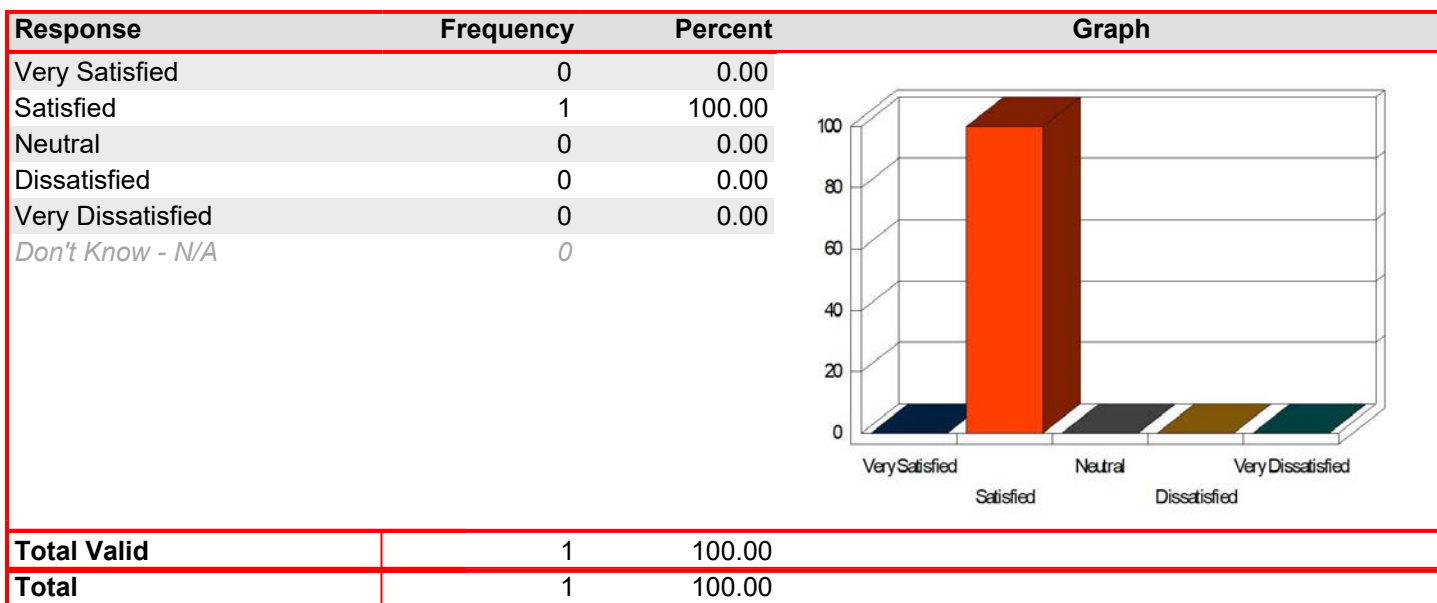 Response Frequency Percent Graph
Very Satisfied 0 0.00
Satisfied 1 100.00
Neutral 0 0.00
Dissatisfied 0 0.00
Very Dissatisfied 0 0.00
Don't Know - N/A 0
100
80
60
40
20
0
Very Satisfied Neutral Very Dissatisfied
Satisfied Dissatisfied
Total Valid 1 100.00
Total 1 100.00